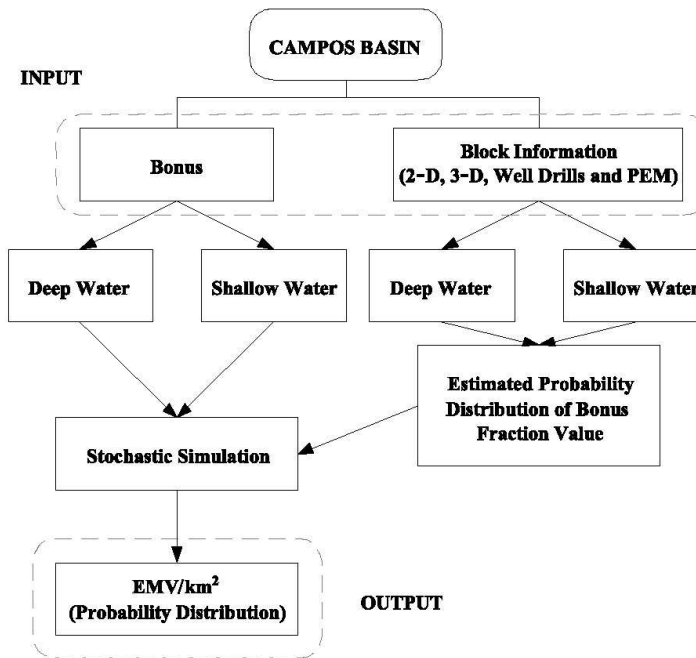 CAMPOS BASIN
INPUT
Bonus
Block Information
(2-D, 3-D, Well Drills and PEM)
Deep Water
Shallow Water
Deep Water
Shallow Water
Estimated Probability
Distribution of Bonus
Fraction Value
Stochastic Simulation
EMV/km²
(Probability Distribution)
OUTPUT